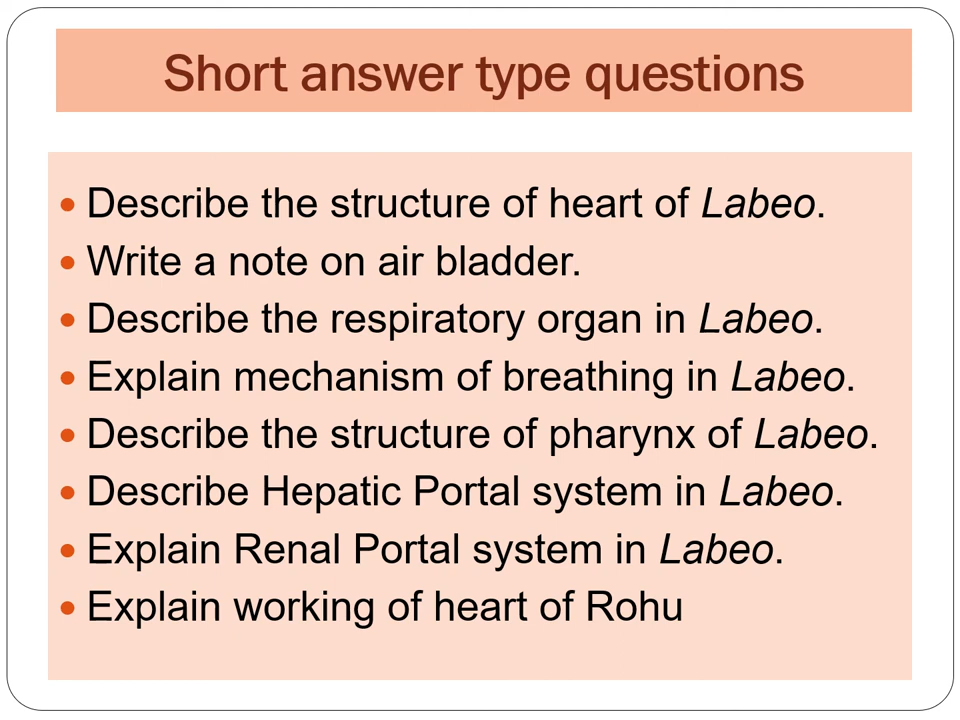 Short answer type questions
• Describe the structure of heart of Labeo.
• Write a note on air bladder.
• Describe the respiratory organ in Labeo.
• Explain mechanism of breathing in Labeo.
• Describe the structure of pharynx of Labeo.
• Describe Hepatic Portal system in Labeo.
• Explain Renal Portal system in Labeo.
• Explain working of heart of Rohu